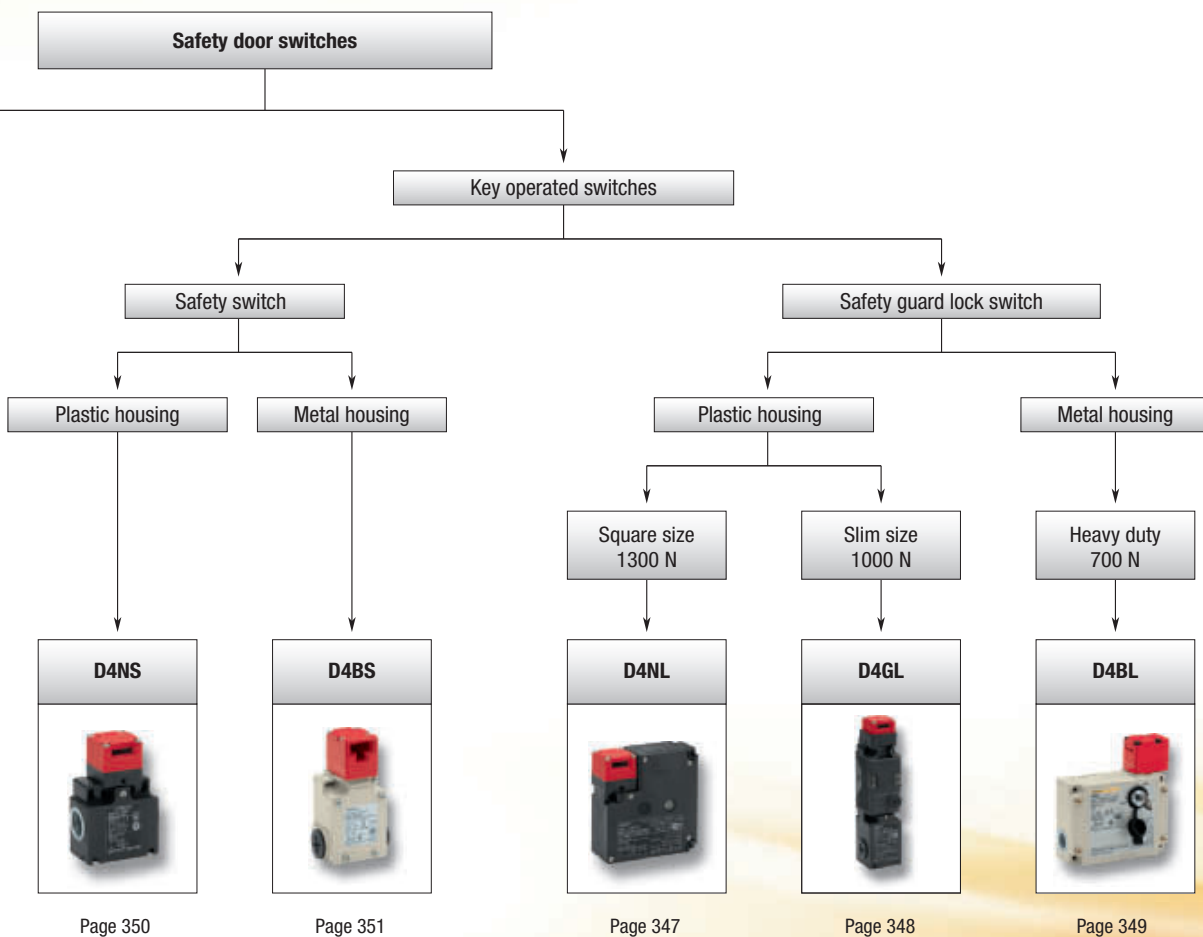 Safety door switches
Key operated switches
Safety switch
Safety guard lock switch
Plastic housing
Metal housing
Plastic housing
Metal housing
Square size
1300 N
Slim size
1000 N
Heavy duty
700 N
D4NS
D4BS
D4NL
D4GL
D4BL
Page 350
Page 351
Page 347
Page 348
Page 349